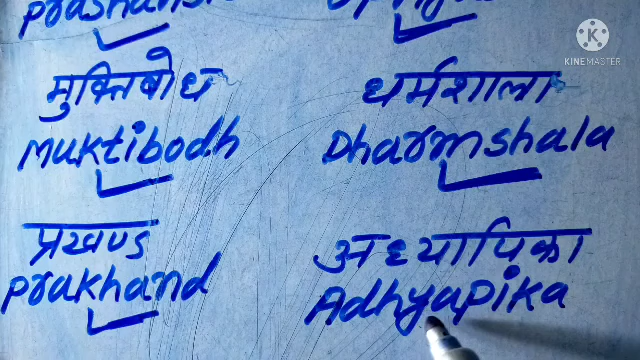 मुक्तिबोध
Muktibodh
प्रखण्ड
Prakhand
धर्मशाला
Dharmshala
अध्यापिका
Adhyapika
KINEMASTER